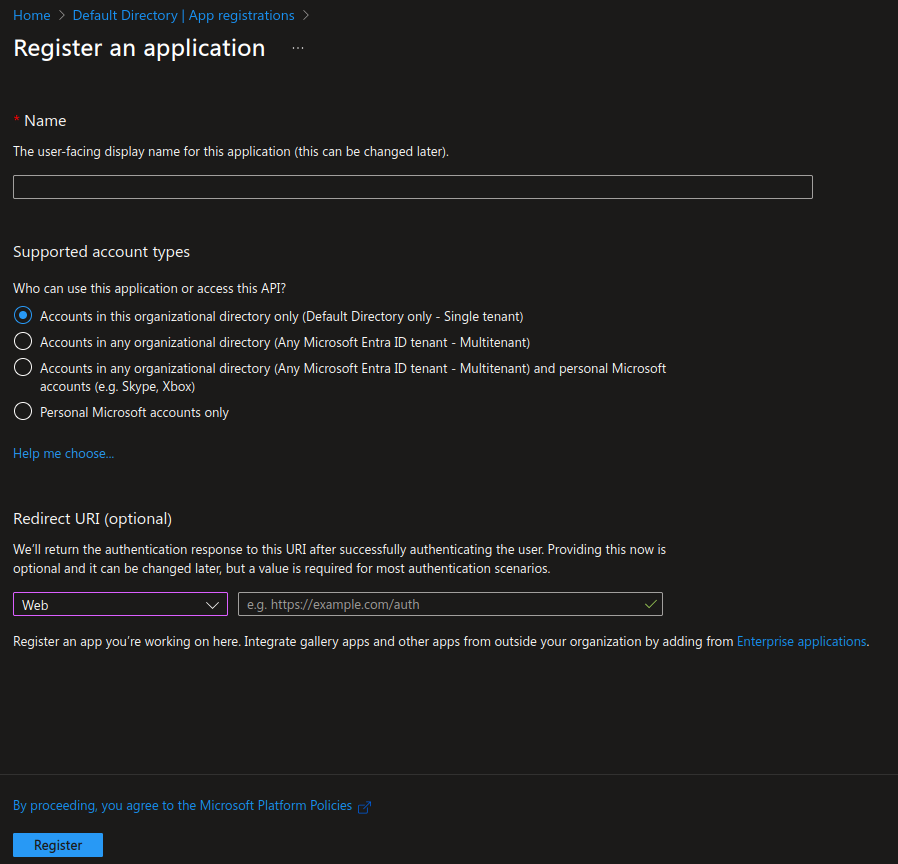 Home > Default Directory | App registrations >
Register an application ...
* Name
The user-facing display name for this application (this can be changed later).
Supported account types
Who can use this application or access this API?
Accounts in this organizational directory only (Default Directory only - Single tenant)
Accounts in any organizational directory (Any Microsoft Entra ID tenant - Multitenant)
Accounts in any organizational directory (Any Microsoft Entra ID tenant - Multitenant) and personal Microsoft
accounts (e.g. Skype, Xbox)
Personal Microsoft accounts only
Help me choose...
Redirect URI (optional)
We'll return the authentication response to this URI after successfully authenticating the user. Providing this now is
optional and it can be changed later, but a value is required for most authentication scenarios.
Web e.g. https://example.com/auth
Register an app you're working on here. Integrate gallery apps and other apps from outside your organization by adding from Enterprise applications.
By proceeding, you agree to the Microsoft Platform Policies
Register